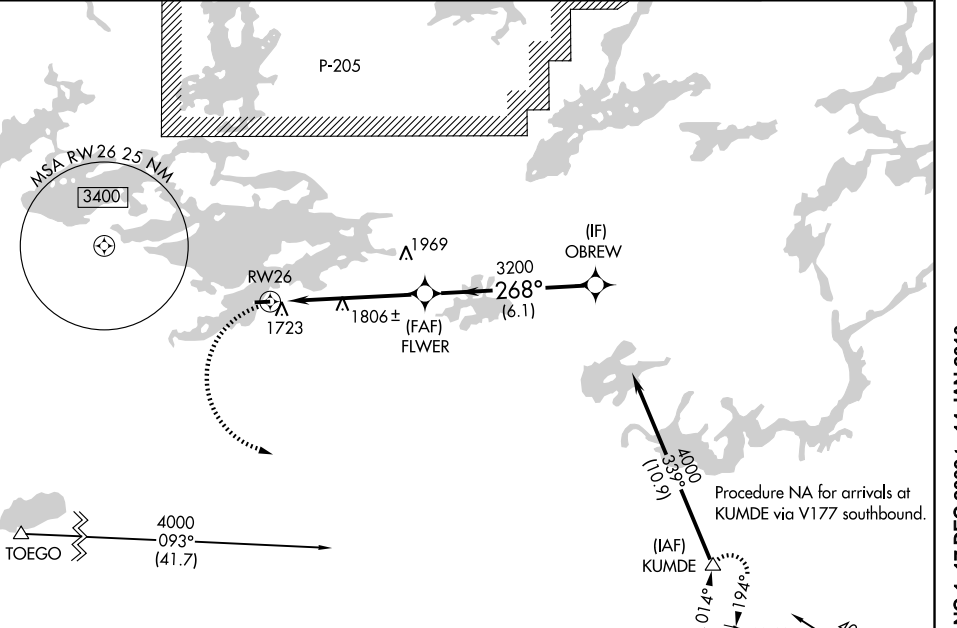 P-205
MSA RW26 25 NM
3400
1969
(IF)
OBREW
RW26
3200
268°
(6.1)
1723
1806±
(FAF)
FLWER
4000
339°
(10.9)
Procedure NA for arrivals at
KUMDE via V177 southbound.
4000
093°
(41.7)
TOEGO
(IAF)
KUMDE
014°
194°